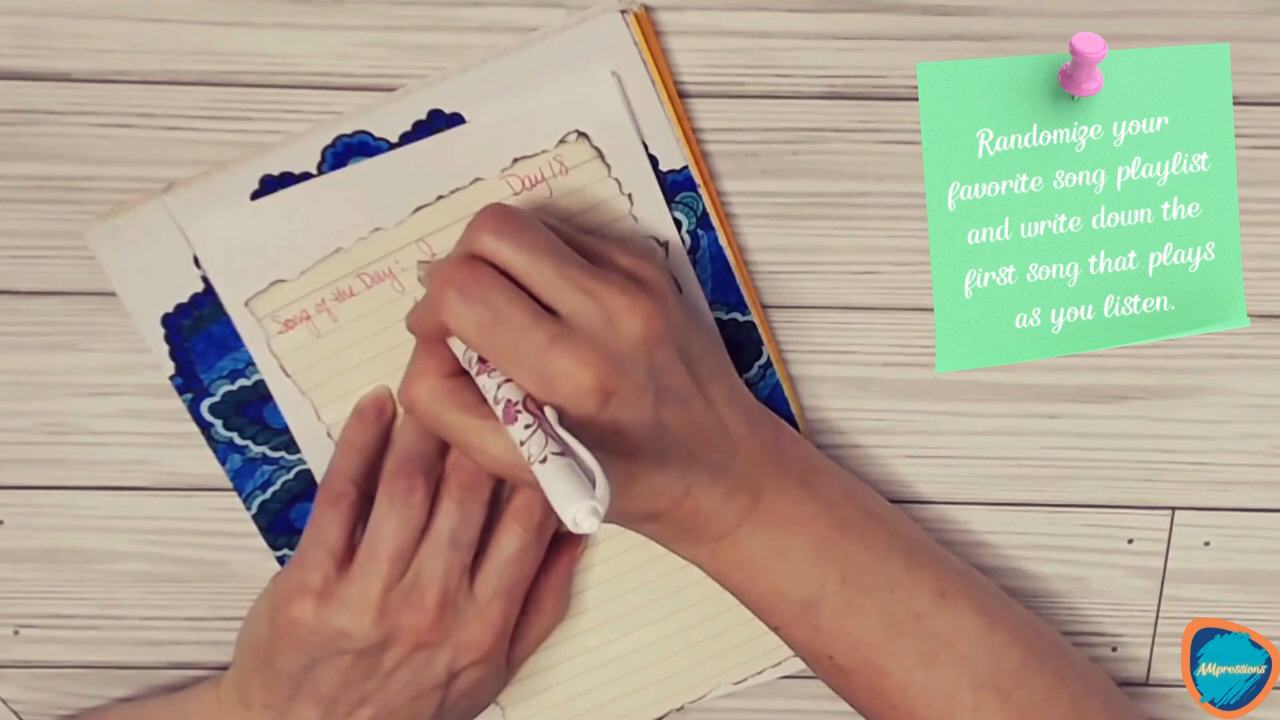 Day 18
Song of the Day:
Randomize your
favorite song playlist
and write down the
first song that plays
as you listen.
AMpressions